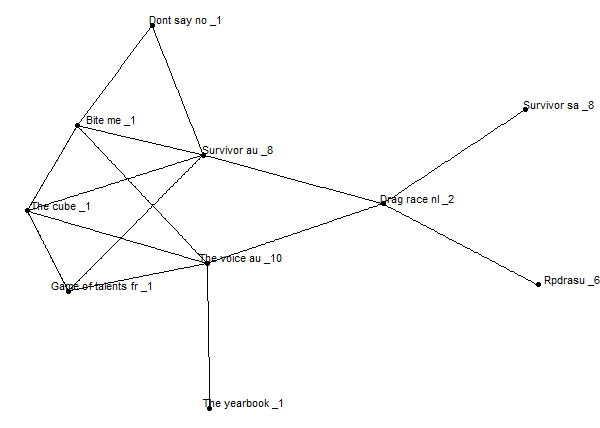 Dont say no _1
Survivor sa _8
Bite me _1
Survivor au _8
Drag race nl _2
The cube _1
The voice au _10
Rpdrasu _6
Game of talents fr _1
The yearbook _1